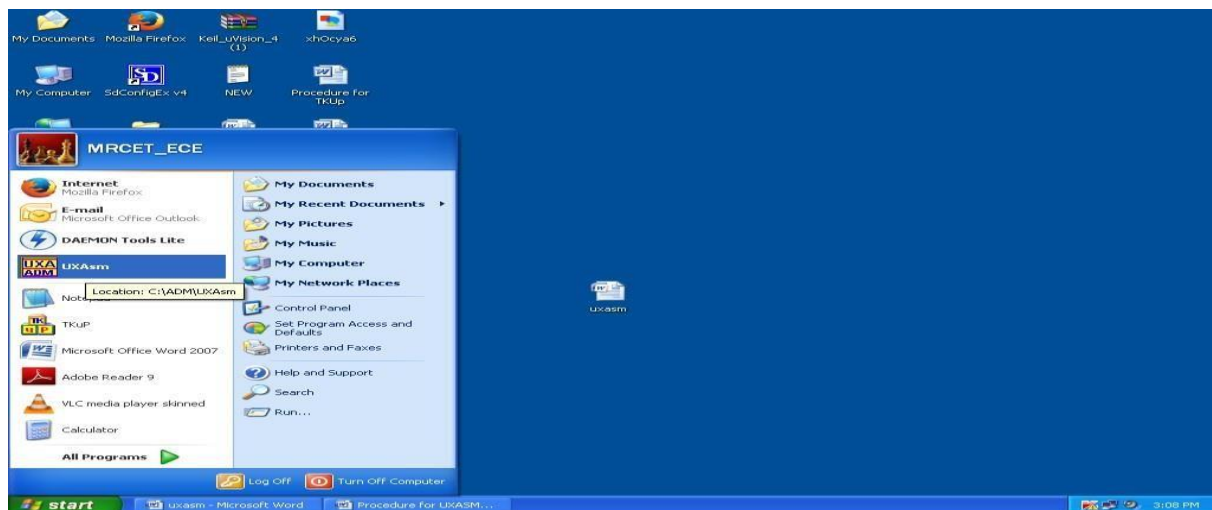 My Documents
Mozilla Firefox
Keil_uVision_4
(1)
xhOcya6
My Computer
SdConfigEx v4
NEW
Procedure for
TKUp
MRCET_ECE
Internet
Mozilla Firefox
E-mail
Microsoft Office Outlook
DAEMON Tools Lite
UXAsm
Location: C:\ADM\UXAsm
TKuP
Microsoft Office Word 2007
Adobe Reader 9
VLC media player skinned
Calculator
All Programs
My Documents
My Recent Documents
My Pictures
My Music
My Computer
My Network Places
Control Panel
Set Program Access and
Defaults
Printers and Faxes
Help and Support
Search
Run...
Log Off
Turn Off Computer
uxasm
start
uxasm - Microsoft Word
Procedure for UXASM...
3:08 PM